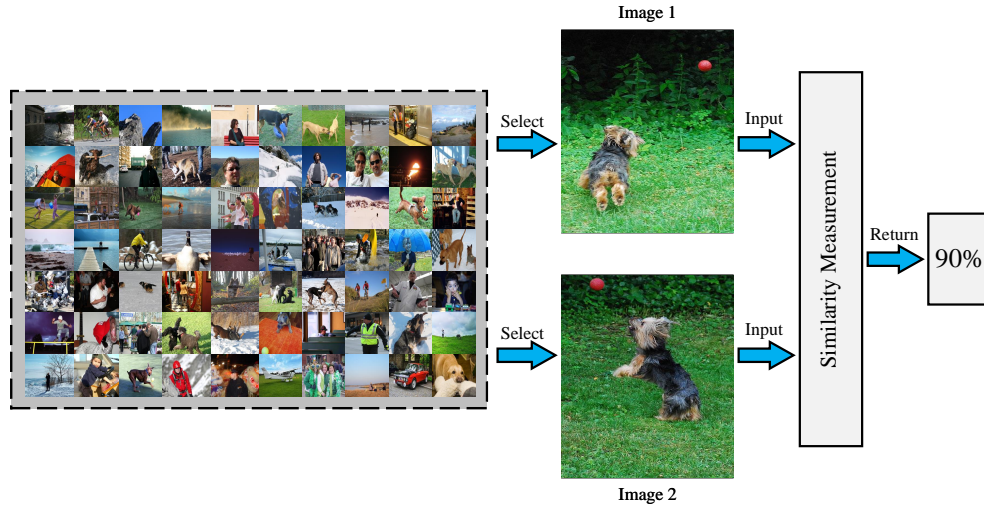 Image 1
Select
Input
Similarity Measurement
Return
90%
Select
Input
Image 2